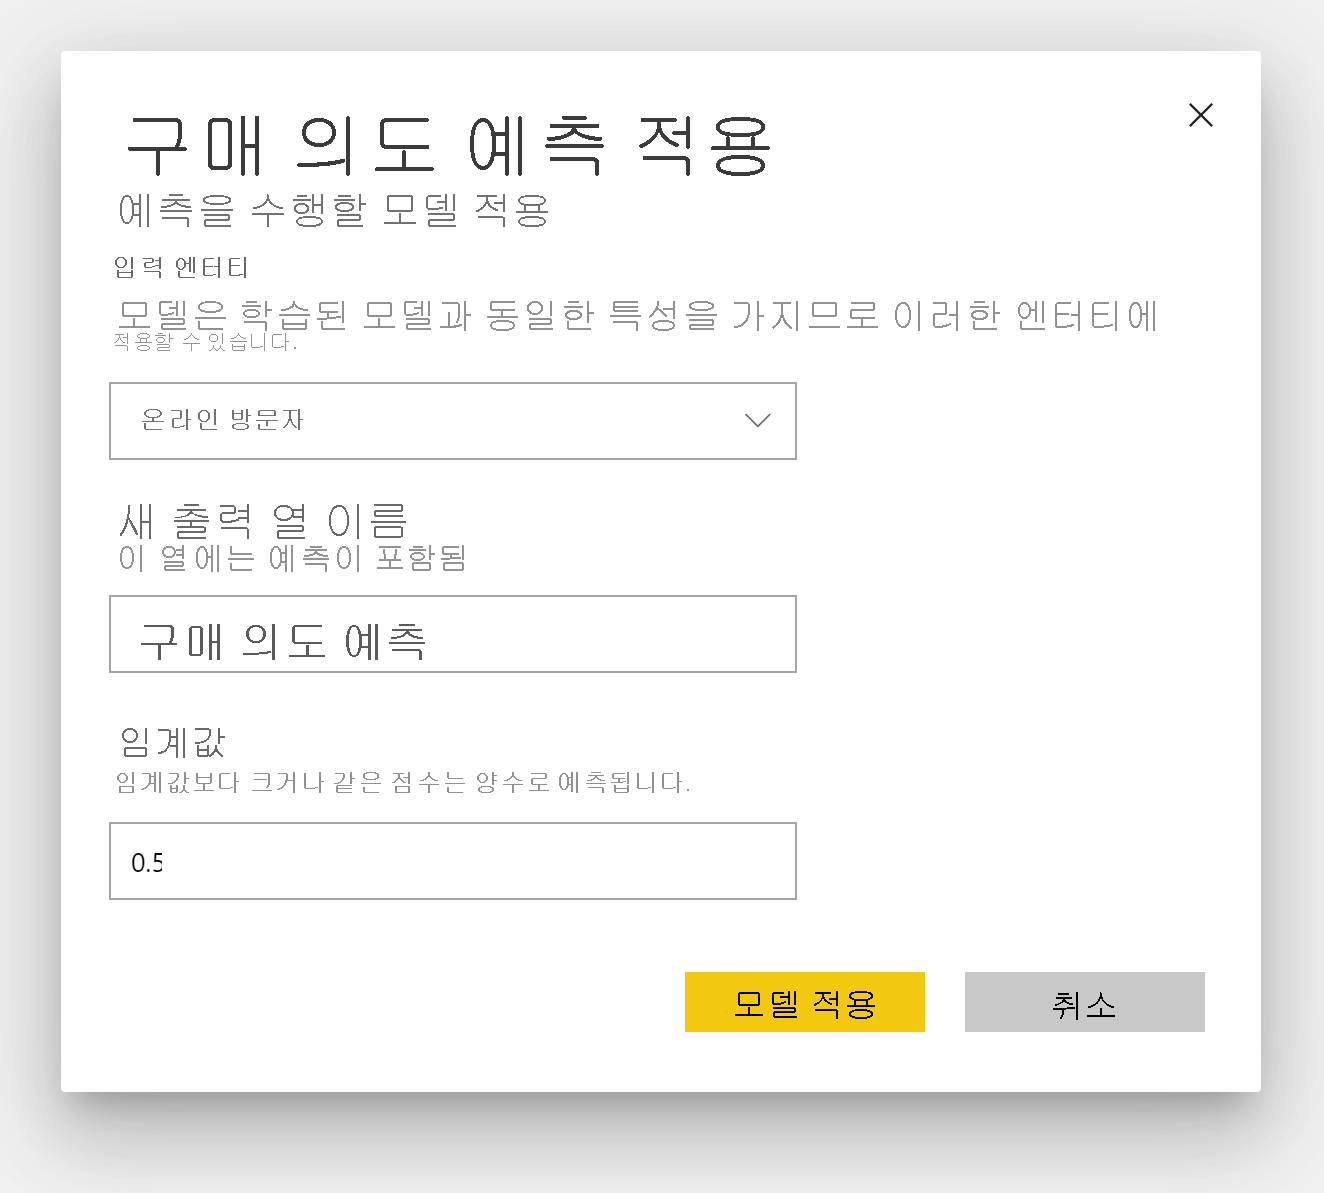 구매 의도 예측 적용
예측을 수행할 모델 적용
입력 엔터티
모델은 학습된 모델과 동일한 특성을 가지므로 이러한 엔터티에
적용할 수 있습니다.
온라인 방문자
새 출력 열 이름
이 열에는 예측이 포함됨
구매 의도 예측
임계값
임계값보다 크거나 같은 점수는 양수로 예측됩니다.
0.5
모델 적용 취소